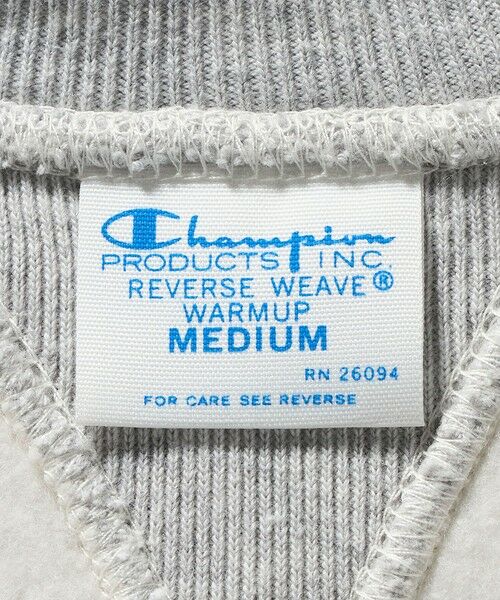 Champion
PRODUCTS INC.
REVERSE WEAVE®
WARMUP
MEDIUM
RN 26094
FOR CARE SEE REVERSE